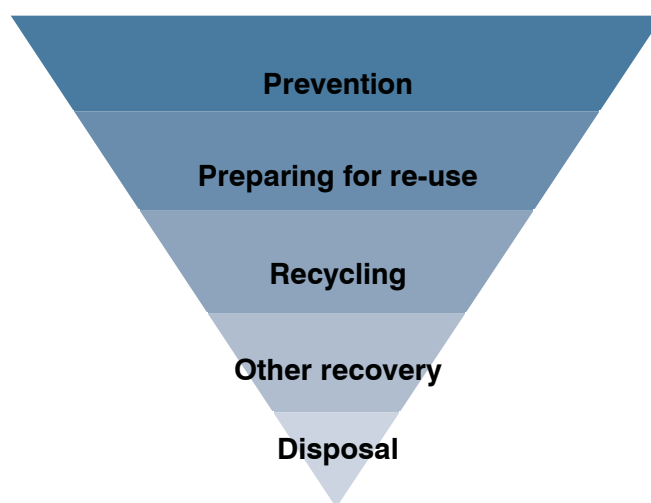 Prevention
Preparing for re-use
Recycling
Other recovery
Disposal